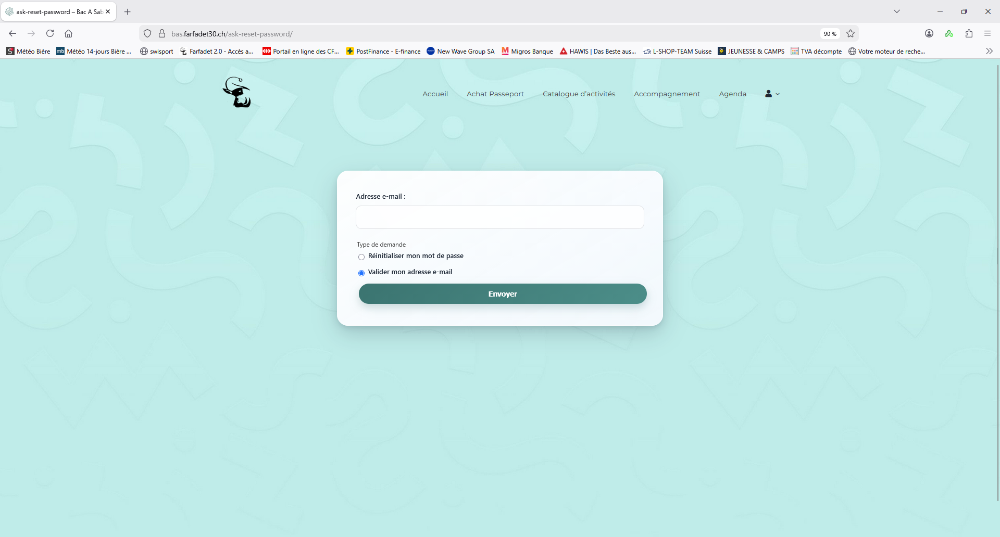 ask-reset-password – Bac A Sab
bas.farfadet30.ch/ask-reset-password/
90 %
Météo Bière
mb Météo 14-jours Bière ...
swisport
Farfadet 2.0 - Accès a...
Portail en ligne des CF...
PostFinance - E-finance
New Wave Group SA
M Migros Banque
HAWIS | Das Beste aus...
L-SHOP-TEAM Suisse
JEUNESSE & CAMPS
TVA décompte
Votre moteur de reche...
Accueil
Achat Passeport
Catalogue d’activités
Accompagnement
Agenda
Adresse e-mail :
Type de demande
Réinitialiser mon mot de passe
Valider mon adresse e-mail
Envoyer